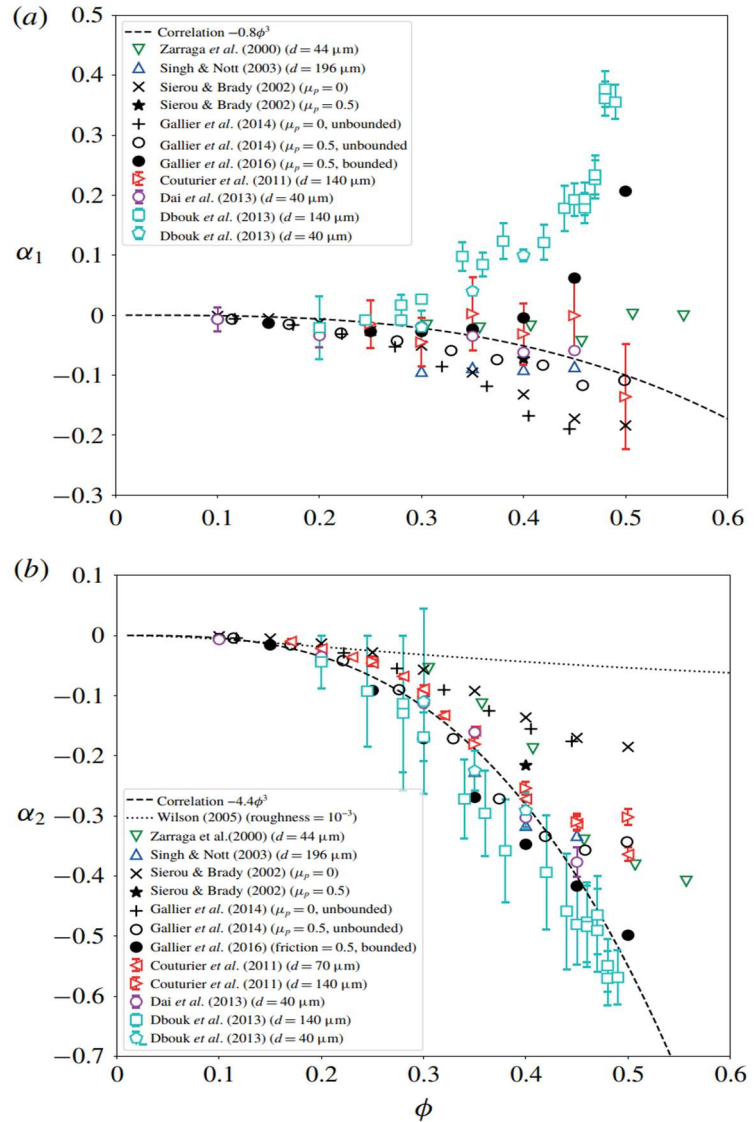 (a)
0.5
0.4
0.3
0.2
0.1
0
−0.1
−0.2
−0.3
α1
Correlation −0.8ϕ³
Zarraga et al. (2000) (d = 44 μm)
Singh & Nott (2003) (d = 196 μm)
Sierou & Brady (2002) (μp = 0)
Sierou & Brady (2002) (μp = 0.5)
Gallier et al. (2014) (μp = 0, unbounded)
Gallier et al. (2014) (μp = 0.5, unbounded
Gallier et al. (2016) (μp = 0.5, bounded)
Couturier et al. (2011) (d = 140 μm)
Dai et al. (2013) (d = 40 μm)
Dbouk et al. (2013) (d = 140 μm)
Dbouk et al. (2013) (d = 40 μm)
0 0.1 0.2 0.3 0.4 0.5 0.6
(b)
0.1
0
−0.1
−0.2
−0.3
−0.4
−0.5
−0.6
−0.7
α2
Correlation −4.4ϕ³
Wilson (2005) (roughness = 10⁻³)
Zarraga et al.(2000) (d = 44 μm)
Singh & Nott (2003) (d = 196 μm)
Sierou & Brady (2002) (μp = 0)
Sierou & Brady (2002) (μp = 0.5)
Gallier et al. (2014) (μp = 0, unbounded)
Gallier et al. (2014) (μp = 0.5, unbounded)
Gallier et al. (2016) (friction = 0.5, bounded)
Couturier et al. (2011) (d = 70 μm)
Couturier et al. (2011) (d = 140 μm)
Dai et al. (2013) (d = 40 μm)
Dbouk et al. (2013) (d = 140 μm)
Dbouk et al. (2013) (d = 40 μm)
0 0.1 0.2 0.3 0.4 0.5 0.6
ϕ